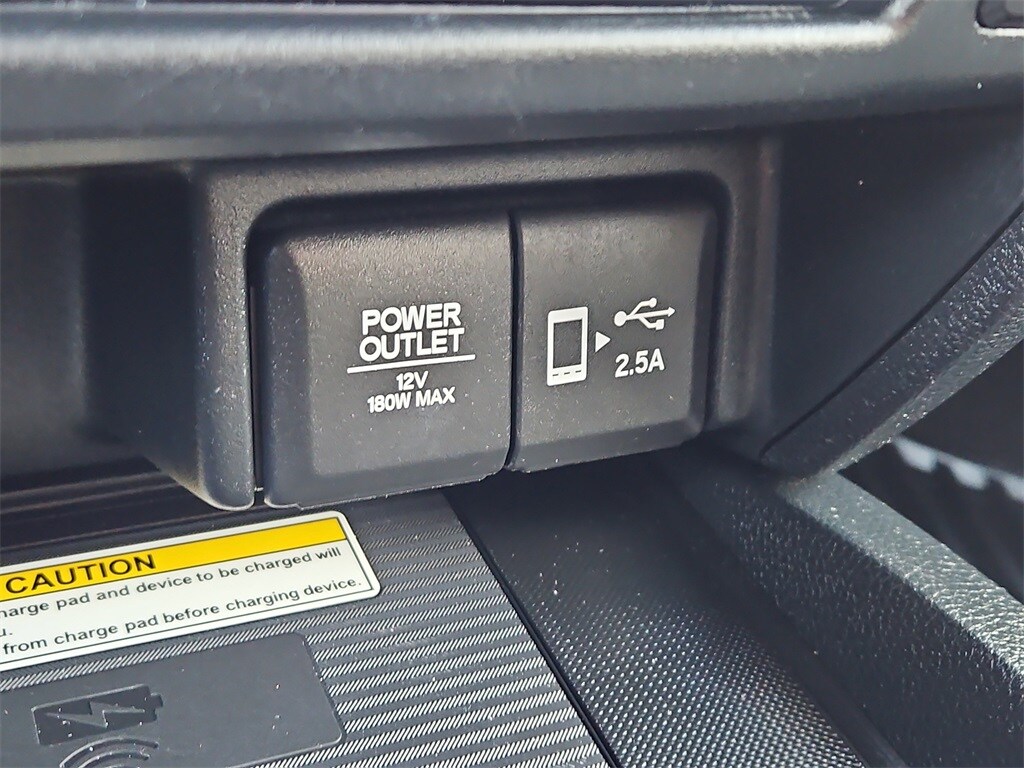 POWER
OUTLET
12V
180W MAX
2.5A
CAUTION
charge pad and device to be charged will
from charge pad before charging device.